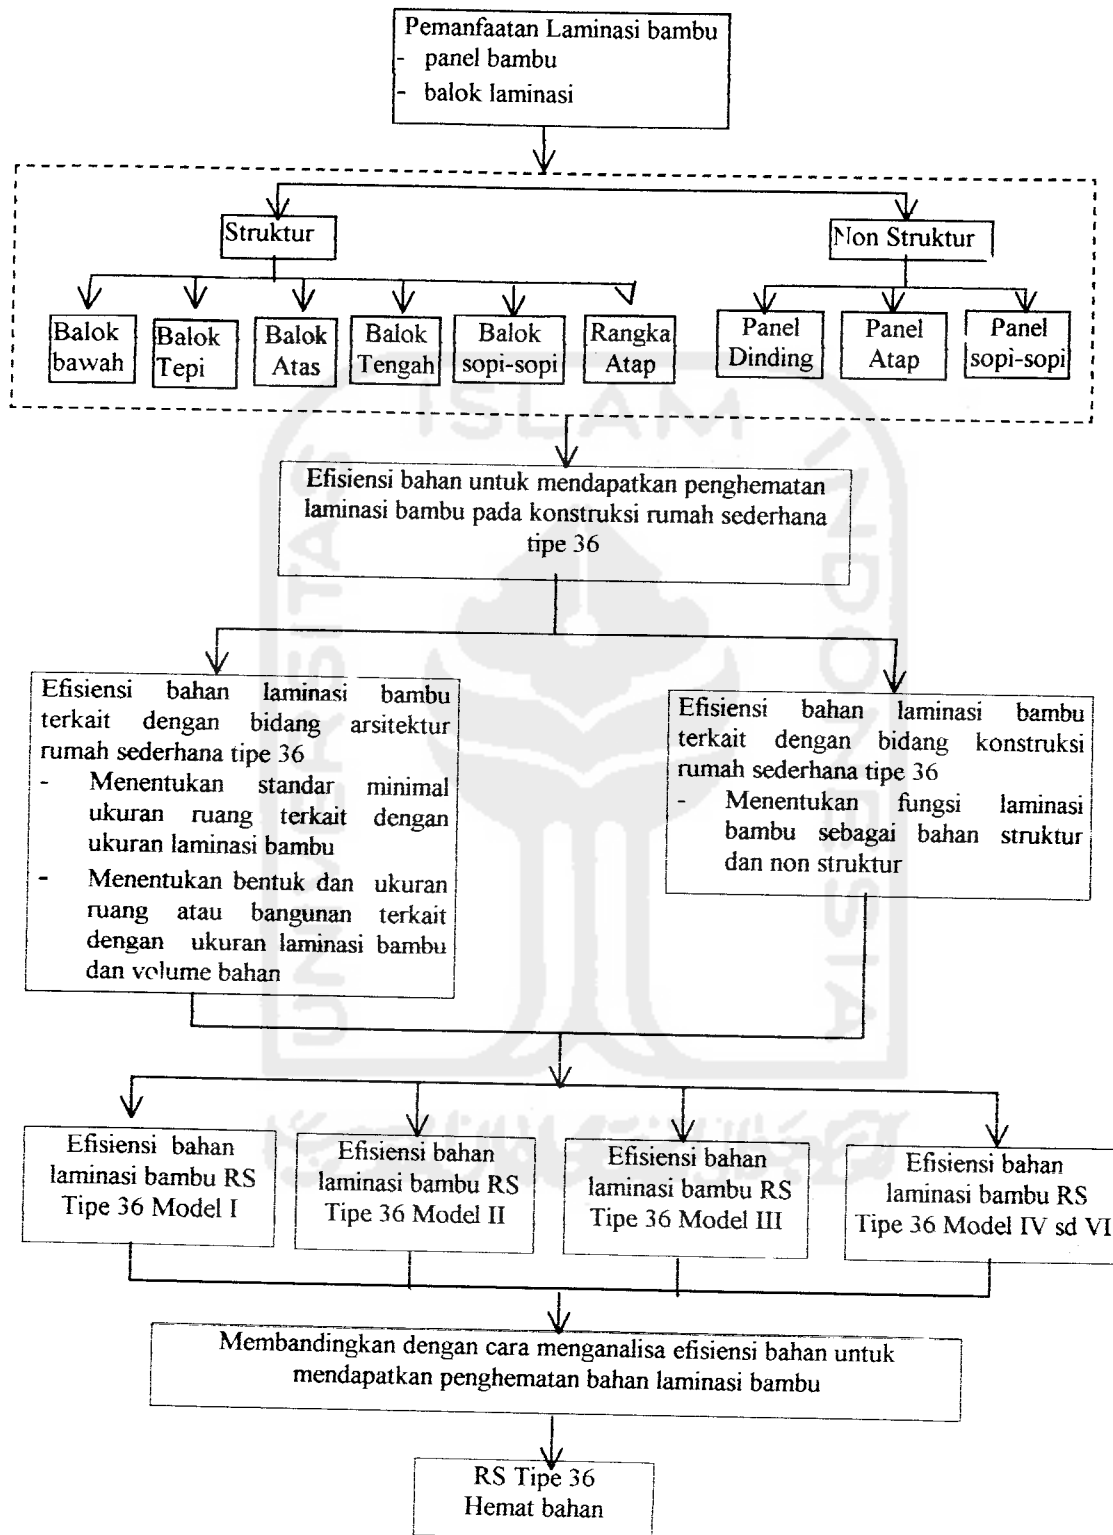 Pemanfaatan Laminasi bambu
- panel bambu
- balok laminasi
Struktur
Non Struktur
Balok
bawah
Balok
Tepi
Balok
Atas
Balok
Tengah
Balok
sopi-sopi
Rangka
Atap
Panel
Dinding
Panel
Atap
Panel
sopi-sopi
Efisiensi bahan untuk mendapatkan penghematan
laminasi bambu pada konstruksi rumah sederhana
tipe 36
Efisiensi bahan laminasi bambu
terkait dengan bidang arsitektur
rumah sederhana tipe 36
- Menentukan standar minimal
ukuran ruang terkait dengan
ukuran laminasi bambu
- Menentukan bentuk dan ukuran
ruang atau bangunan terkait
dengan ukuran laminasi bambu
dan volume bahan
Efisiensi bahan laminasi bambu
terkait dengan bidang konstruksi
rumah sederhana tipe 36
- Menentukan fungsi laminasi
bambu sebagai bahan struktur
dan non struktur
Efisiensi bahan
laminasi bambu RS
Tipe 36 Model I
Efisiensi bahan
laminasi bambu RS
Tipe 36 Model II
Efisiensi bahan
laminasi bambu RS
Tipe 36 Model III
Efisiensi bahan
laminasi bambu RS
Tipe 36 Model IV sd VI
Membandingkan dengan cara menganalisa efisiensi bahan untuk
mendapatkan penghematan bahan laminasi bambu
RS Tipe 36
Hemat bahan
UNIVERSITAS
ISLAM
INDONESIA